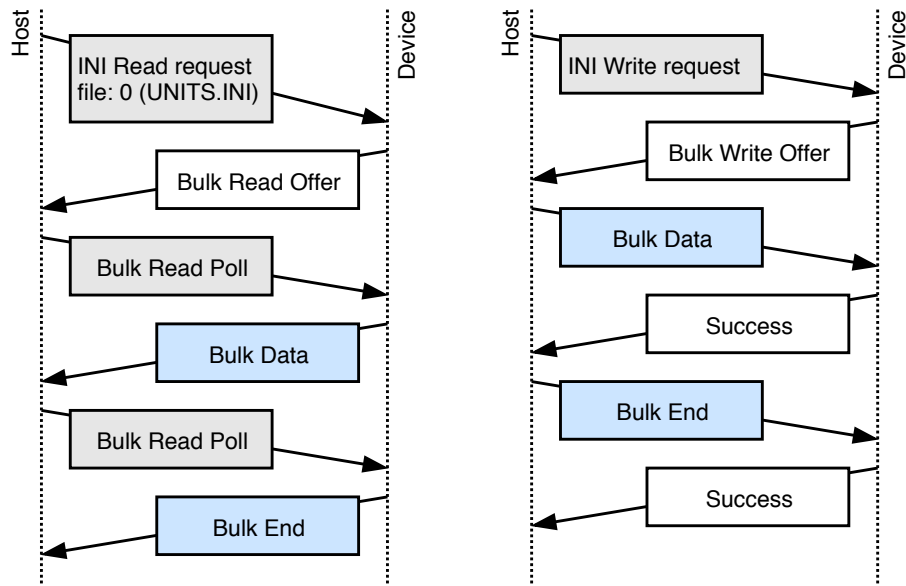 Host
Device
INI Read request
file: 0 (UNITS.INI)
Bulk Read Offer
Bulk Read Poll
Bulk Data
Bulk Read Poll
Bulk End
Host
Device
INI Write request
Bulk Write Offer
Bulk Data
Success
Bulk End
Success